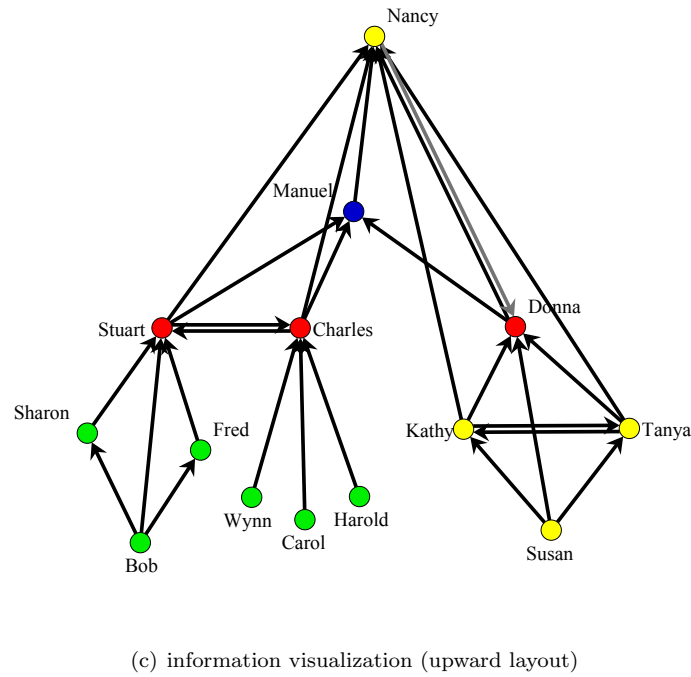 Nancy
Manuel
Donna
Stuart
Charles
Sharon
Fred
Kathy
Tanya
Wynn
Harold
Carol
Susan
Bob
(c) information visualization (upward layout)